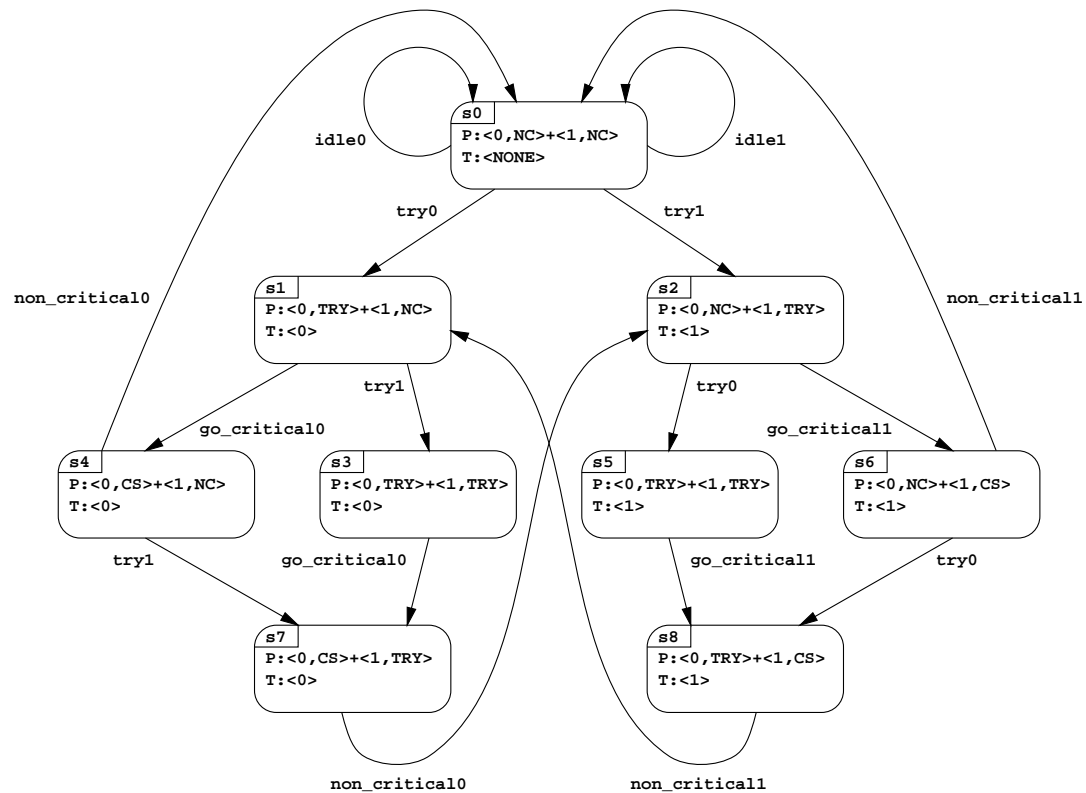 s0
P:<0,NC>+<1,NC>
T:<NONE>
idle0
idle1
try0
try1
non_critical0
s1
P:<0,TRY>+<1,NC>
T:<0>
s2
P:<0,NC>+<1,TRY>
T:<1>
non_critical1
try1
try0
go_critical0
go_critical1
s4
P:<0,CS>+<1,NC>
T:<0>
s3
P:<0,TRY>+<1,TRY>
T:<0>
s5
P:<0,TRY>+<1,TRY>
T:<1>
s6
P:<0,NC>+<1,CS>
T:<1>
try1
go_critical0
go_critical1
try0
s7
P:<0,CS>+<1,TRY>
T:<0>
s8
P:<0,TRY>+<1,CS>
T:<1>
non_critical0
non_critical1